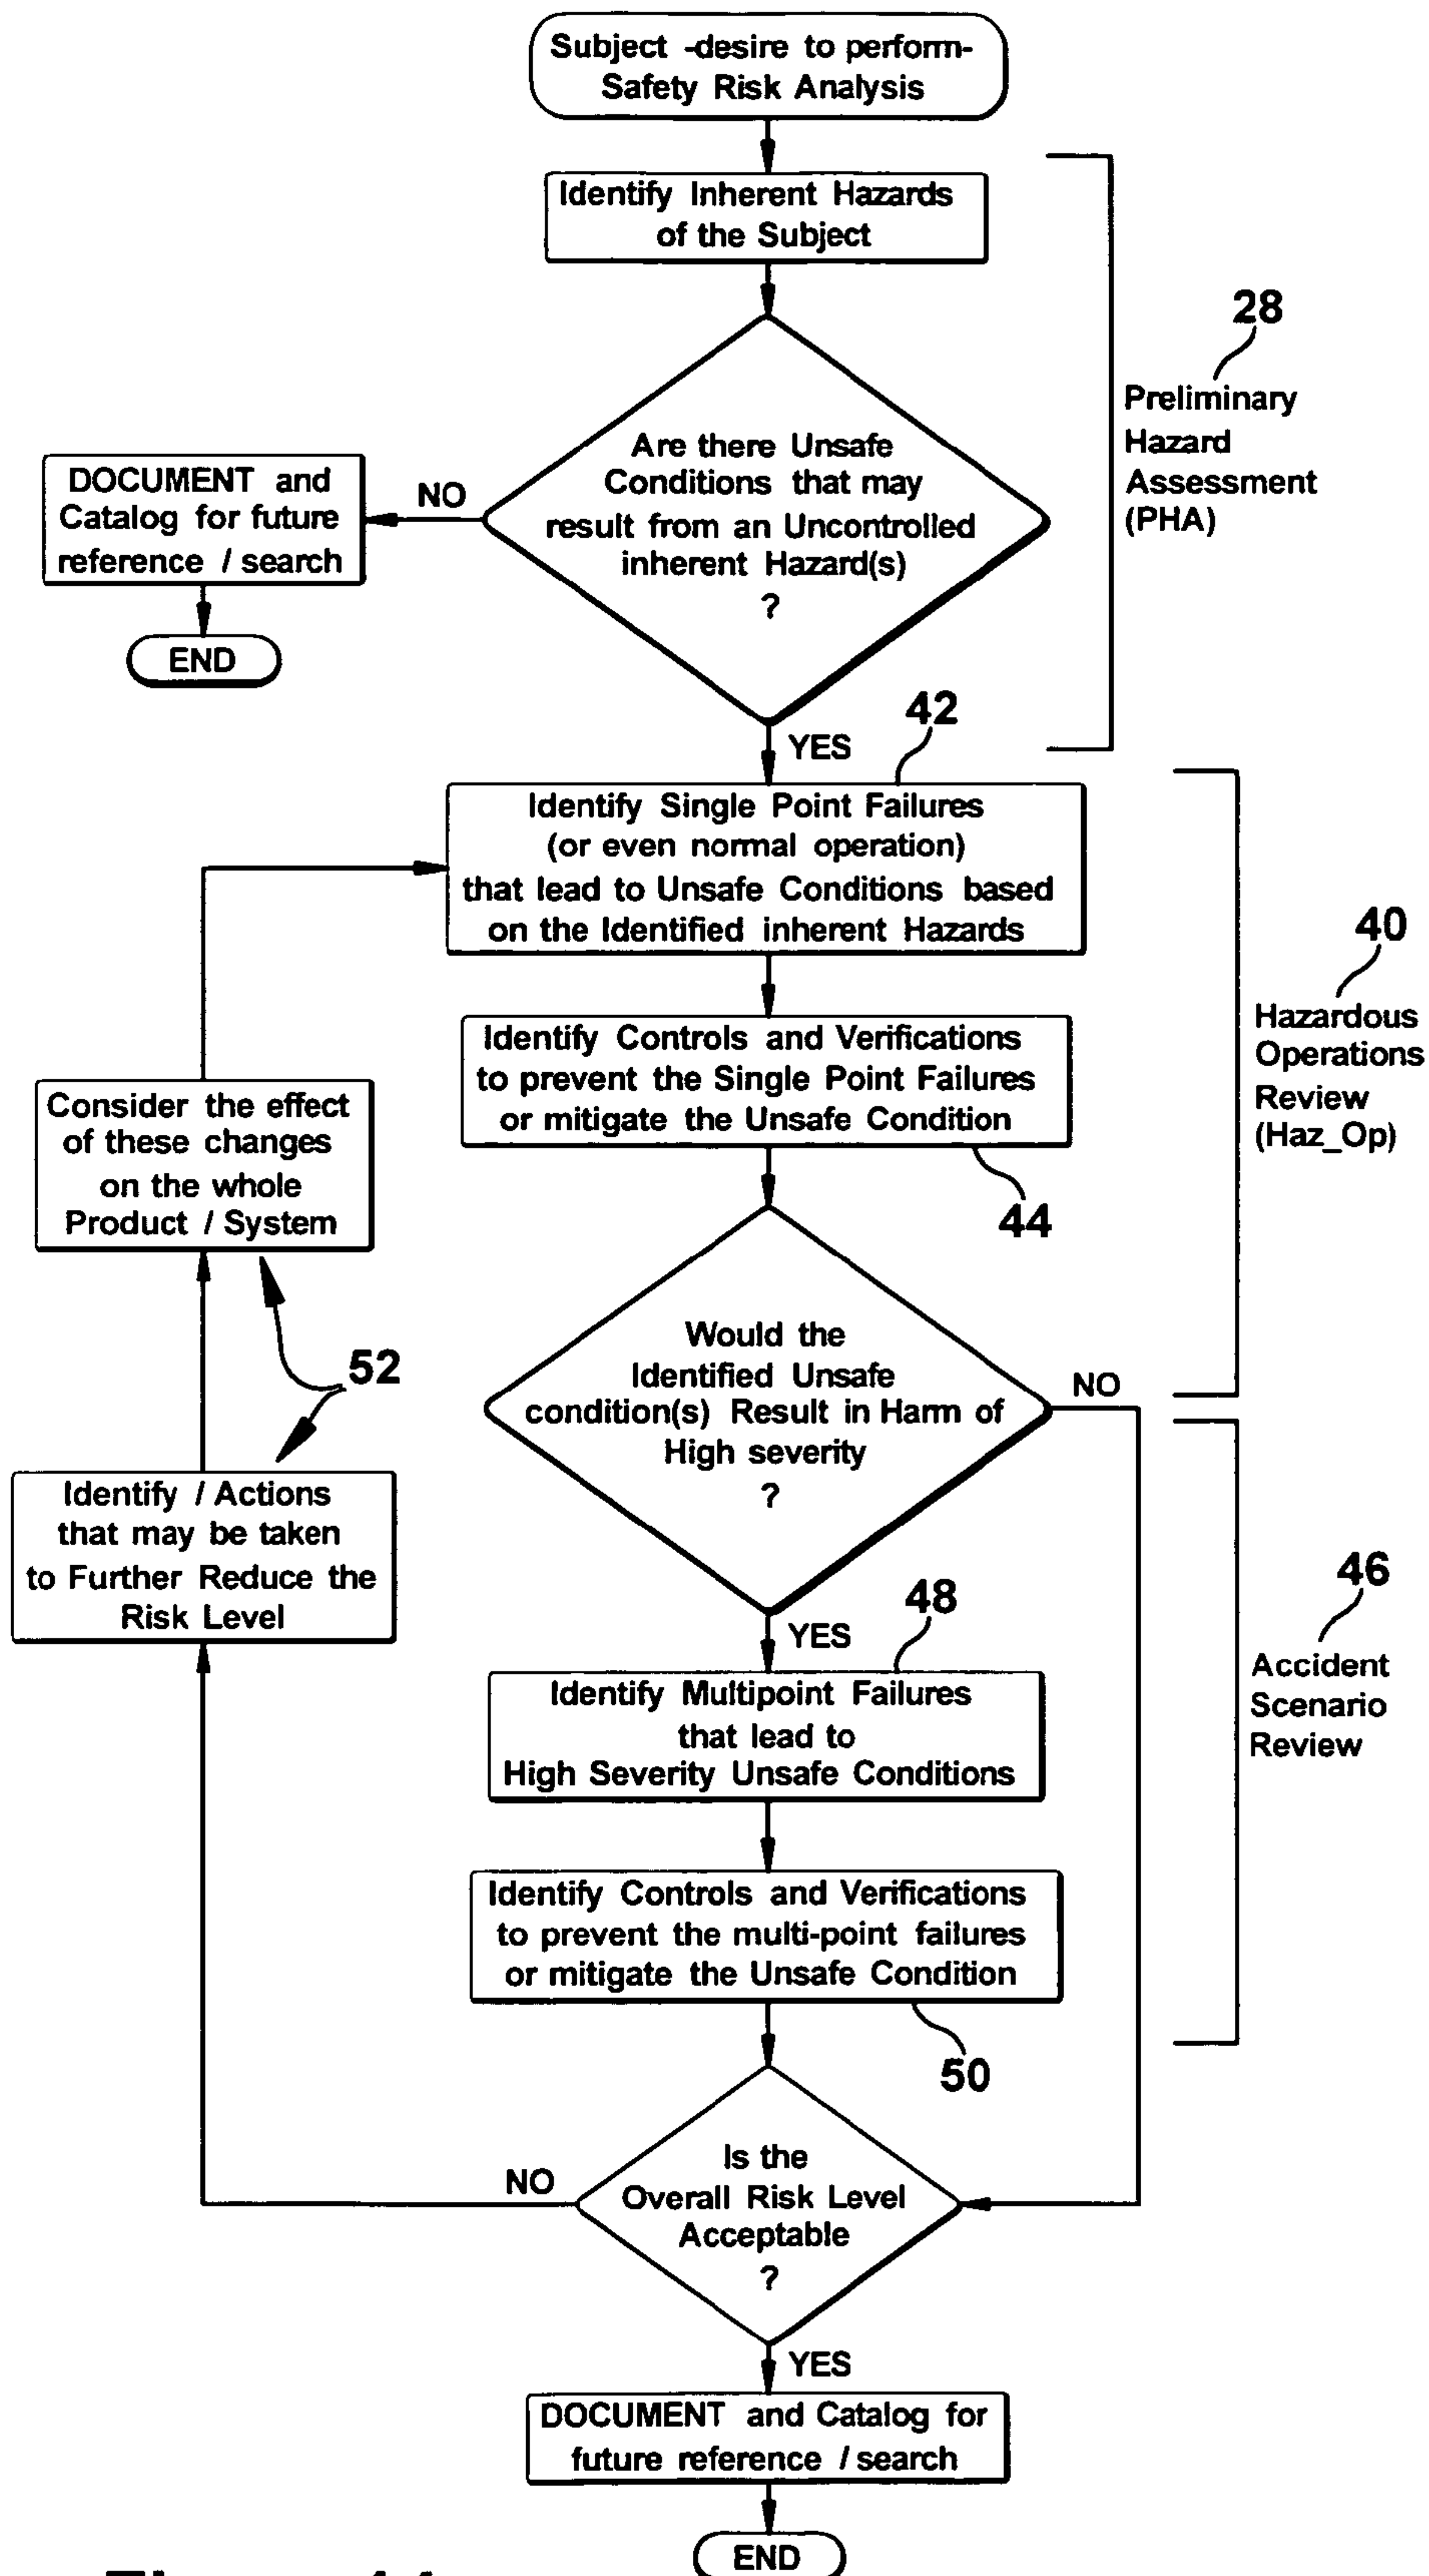 Subject -desire to perform-
Safety Risk Analysis
Identify Inherent Hazards
of the Subject
28
Preliminary
Hazard
Assessment
(PHA)
Are there Unsafe
Conditions that may
result from an Uncontrolled
inherent Hazard(s)
?
NO
DOCUMENT and
Catalog for future
reference / search
END
YES
42
Identify Single Point Failures
(or even normal operation)
that lead to Unsafe Conditions based
on the Identified inherent Hazards
40
Hazardous
Operations
Review
(Haz_Op)
Identify Controls and Verifications
to prevent the Single Point Failures
or mitigate the Unsafe Condition
44
Consider the effect
of these changes
on the whole
Product / System
52
Would the
Identified Unsafe
condition(s) Result in Harm of
High severity
?
NO
Identify / Actions
that may be taken
to Further Reduce the
Risk Level
YES
48
46
Accident
Scenario
Review
Identify Multipoint Failures
that lead to
High Severity Unsafe Conditions
Identify Controls and Verifications
to prevent the multi-point failures
or mitigate the Unsafe Condition
50
Is the
Overall Risk Level
Acceptable
?
NO
YES
DOCUMENT and Catalog for
future reference / search
END